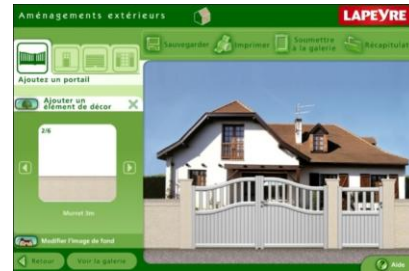 Aménagements extérieurs
LAPEYRE
Sauvegarder
Imprimer
Soumettre
à la galerie
Récapitulat
Ajoutez un portail
Ajouter un
élément de décor
2/6
Muret 3m
Modifier l'image de fond
Retour
Voir la galerie
Aide